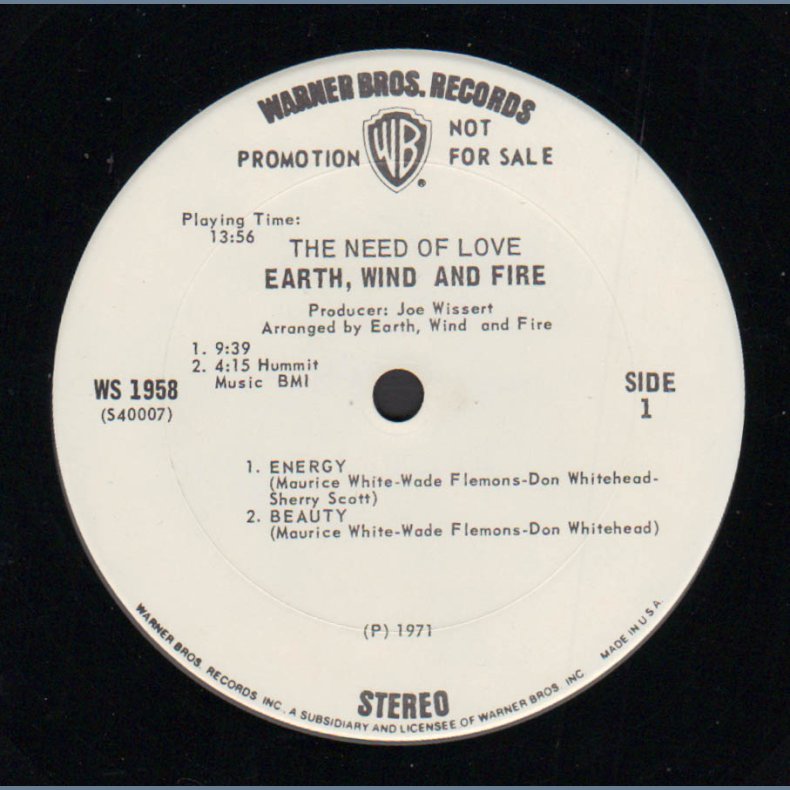 WARNER BROS. RECORDS
PROMOTION WB ® NOT
FOR SALE
Playing Time:
13:56
THE NEED OF LOVE
EARTH, WIND AND FIRE
Producer: Joe Wissert
Arranged by Earth, Wind and Fire
1. 9:39
2. 4:15 Hummit
Music BMI
WS 1958
(S40007)
SIDE
1
1. ENERGY
(Maurice White-Wade Flemons-Don Whitehead-
Sherry Scott)
2. BEAUTY
(Maurice White-Wade Flemons-Don Whitehead)
(P) 1971
STEREO
WARNER BROS. RECORDS INC., A SUBSIDIARY AND LICENSEE OF WARNER BROS. INC. MADE IN U.S.A.